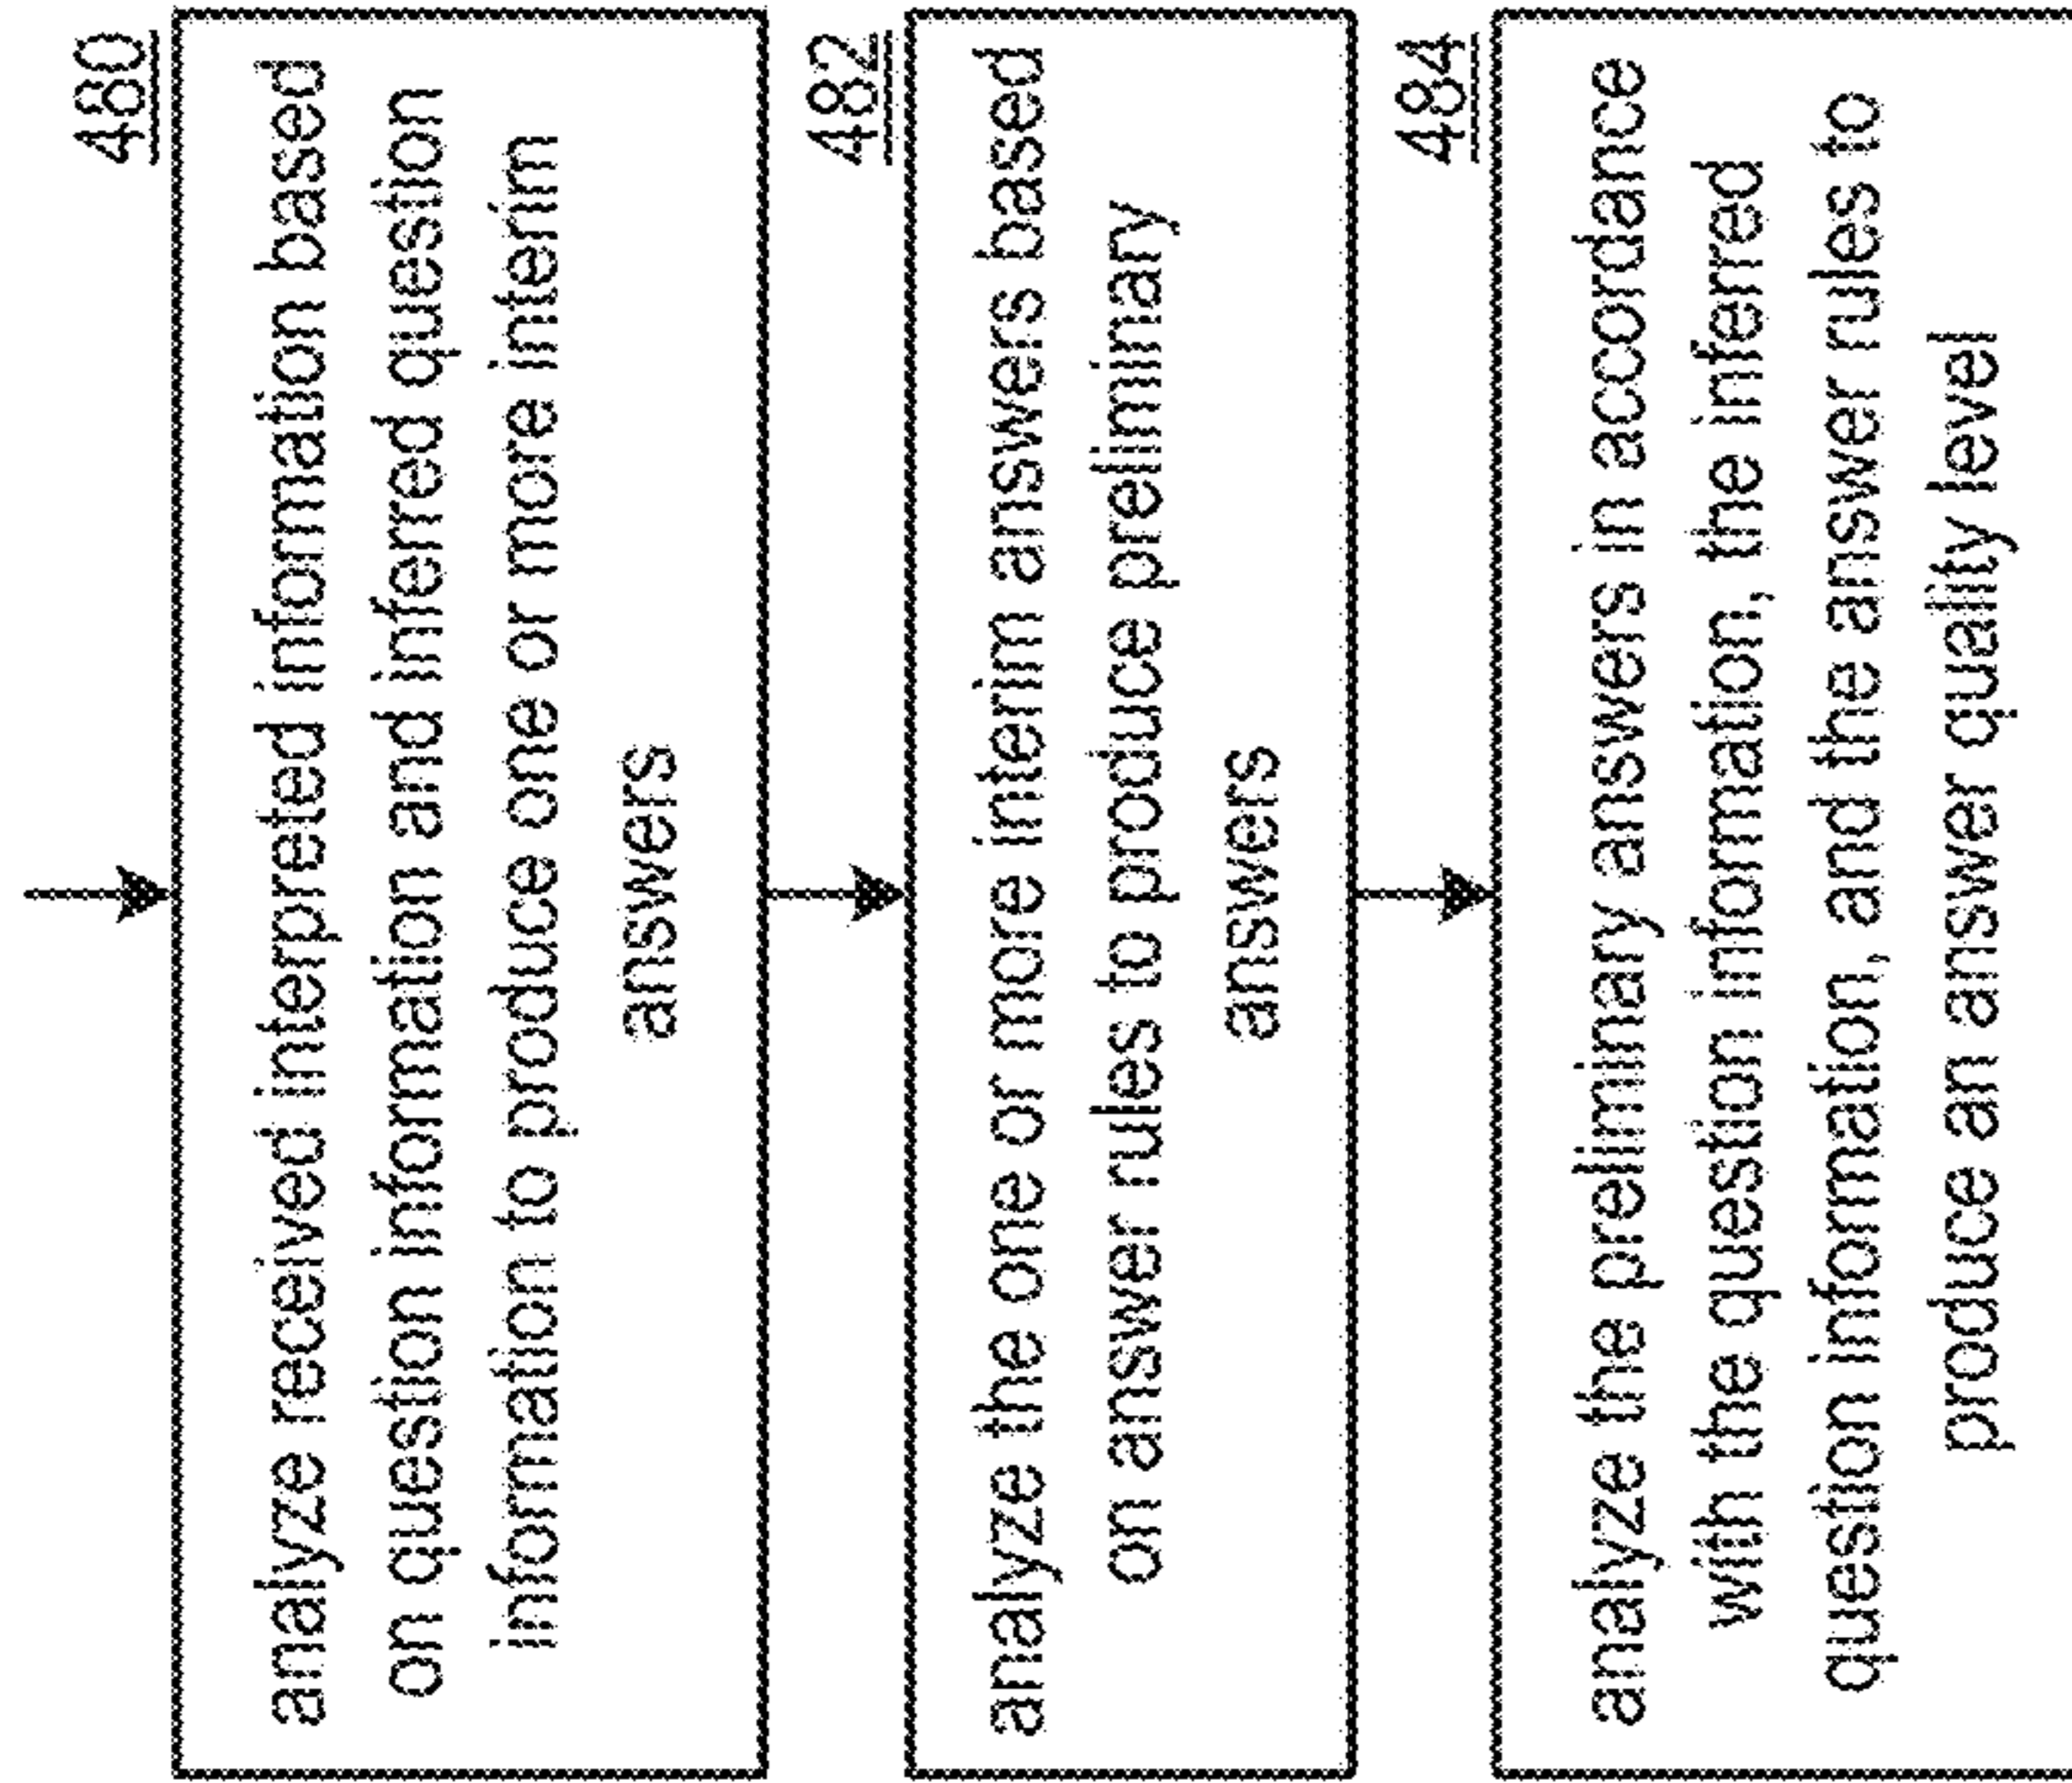 480
analyze received interpreted information based
on question information and inferred question
information to produce one or more interim
answers
482
analyze the one or more interim answers based
on answer rules to produce preliminary
answers
484
analyze the preliminary answers in accordance
with the question information, the inferred
question information, and the answer rules to
produce an answer quality level